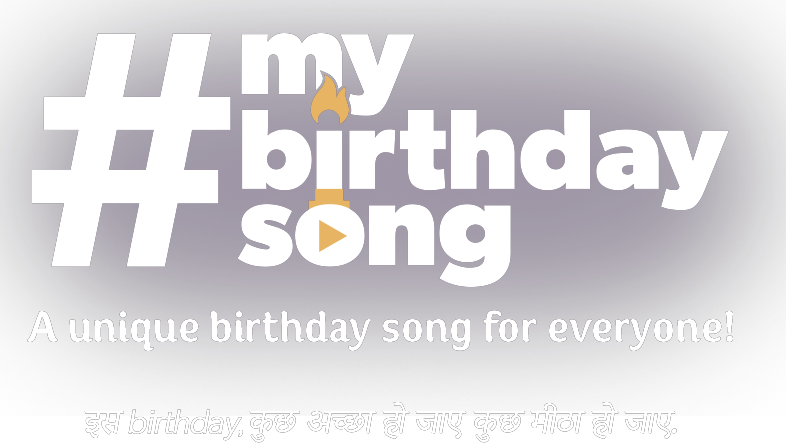 #my
birthday
song
A unique birthday song for everyone!
इस birthday, कुछ अच्छा हो जाए कुछ मीठा हो जाए.